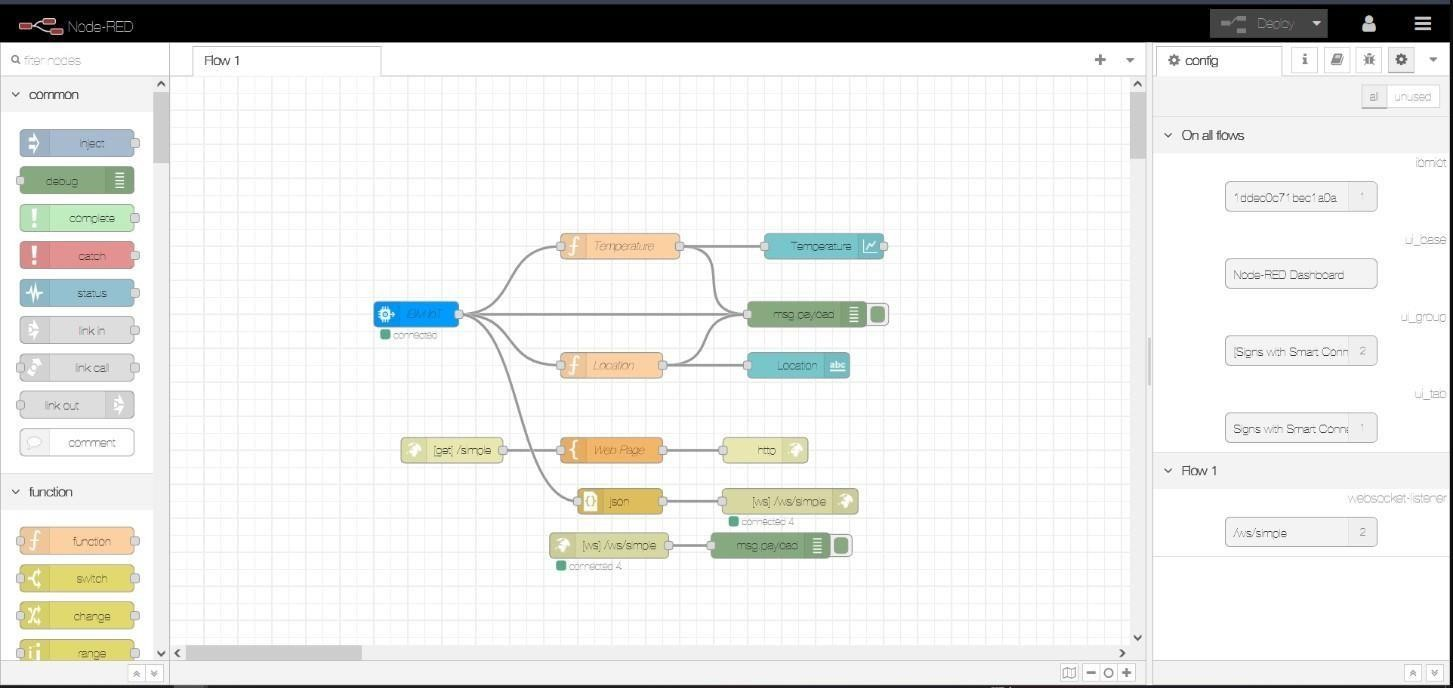 Node-RED
Deploy
filter nodes
Flow 1
config
all
unused
common
On all flows
inject
ibmiot
debug
1ddec0c71bec1a0a
1
complete
ui_base
catch
Temperature
Temperature
Node-RED Dashboard
status
IBM IoT
msg.payload
ui_group
link in
connected
[Signs with Smart Conn
2
link call
Location
Location
abc
ui_tab
link out
Signs with Smart Conne
1
comment
[get] /simple
Web Page
http
Flow 1
function
json
[ws] /ws/simple
websocket-listener
connected 4
/ws/simple
2
function
[ws] /ws/simple
msg.payload
connected 4
switch
change
range